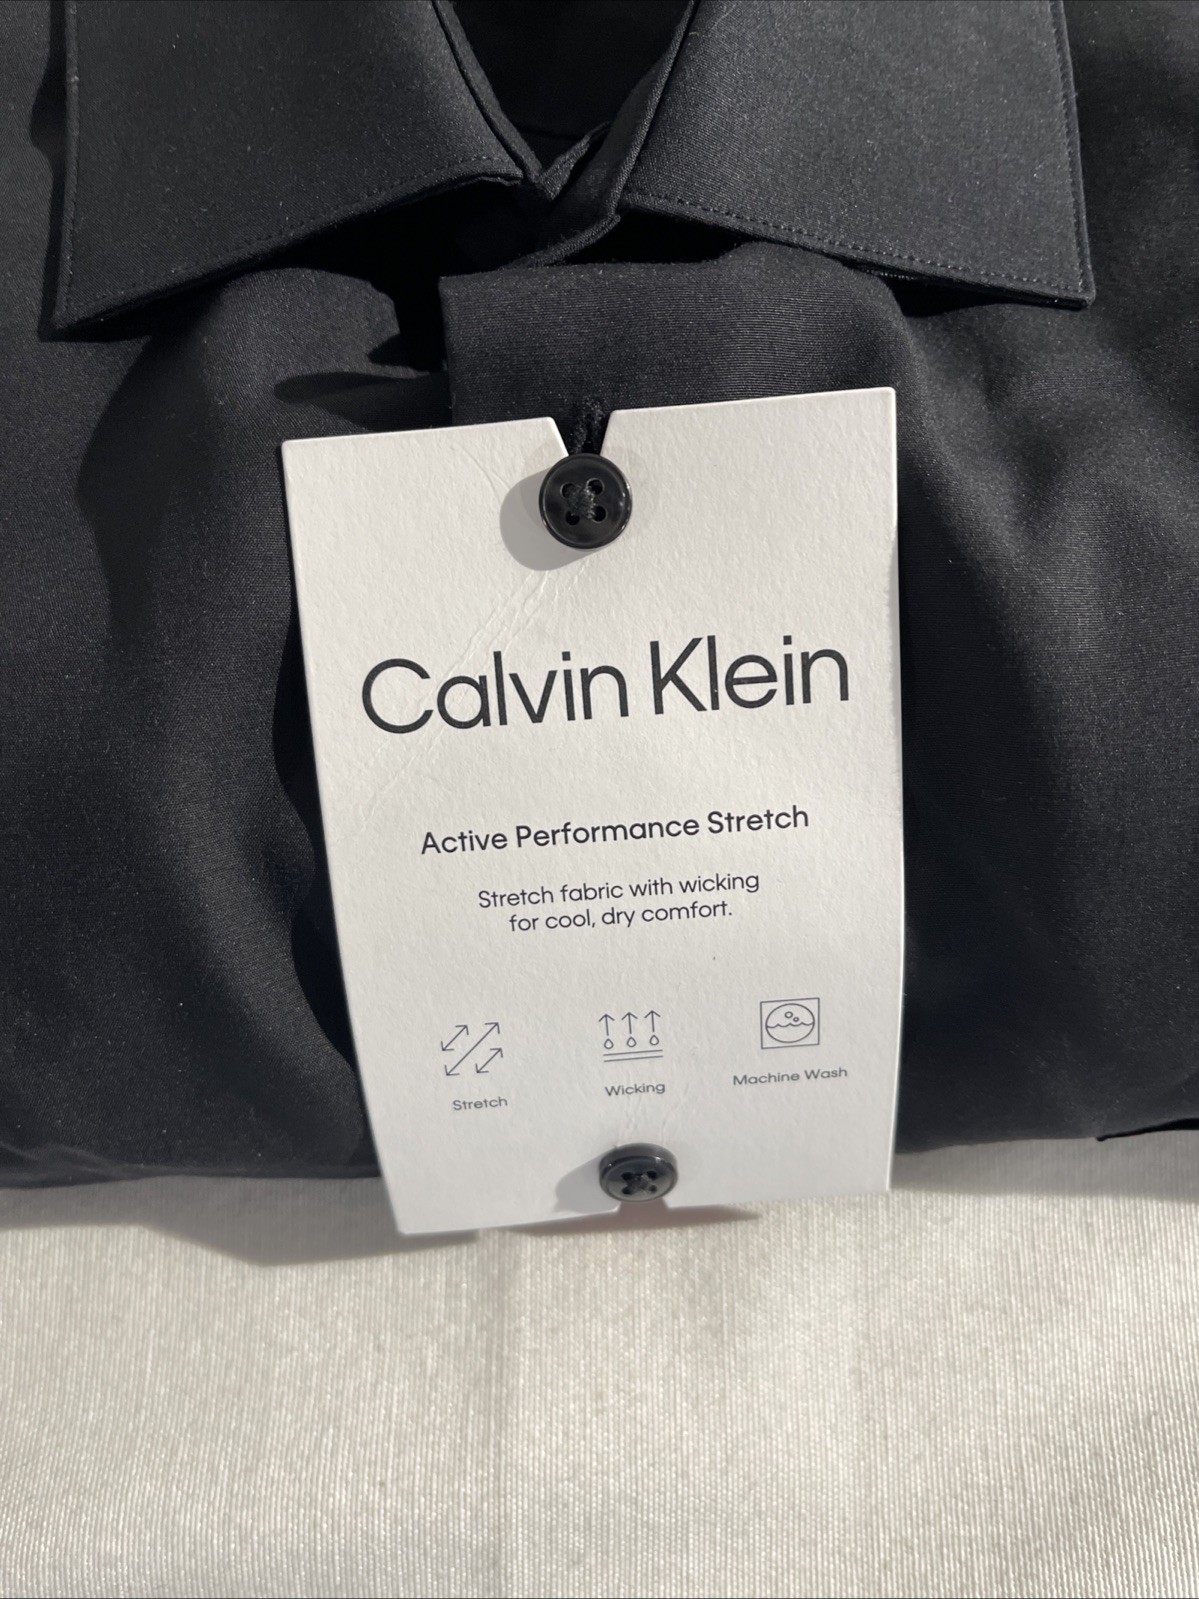 Calvin Klein
Active Performance Stretch
Stretch fabric with wicking
for cool, dry comfort.
Stretch
Wicking
Machine Wash